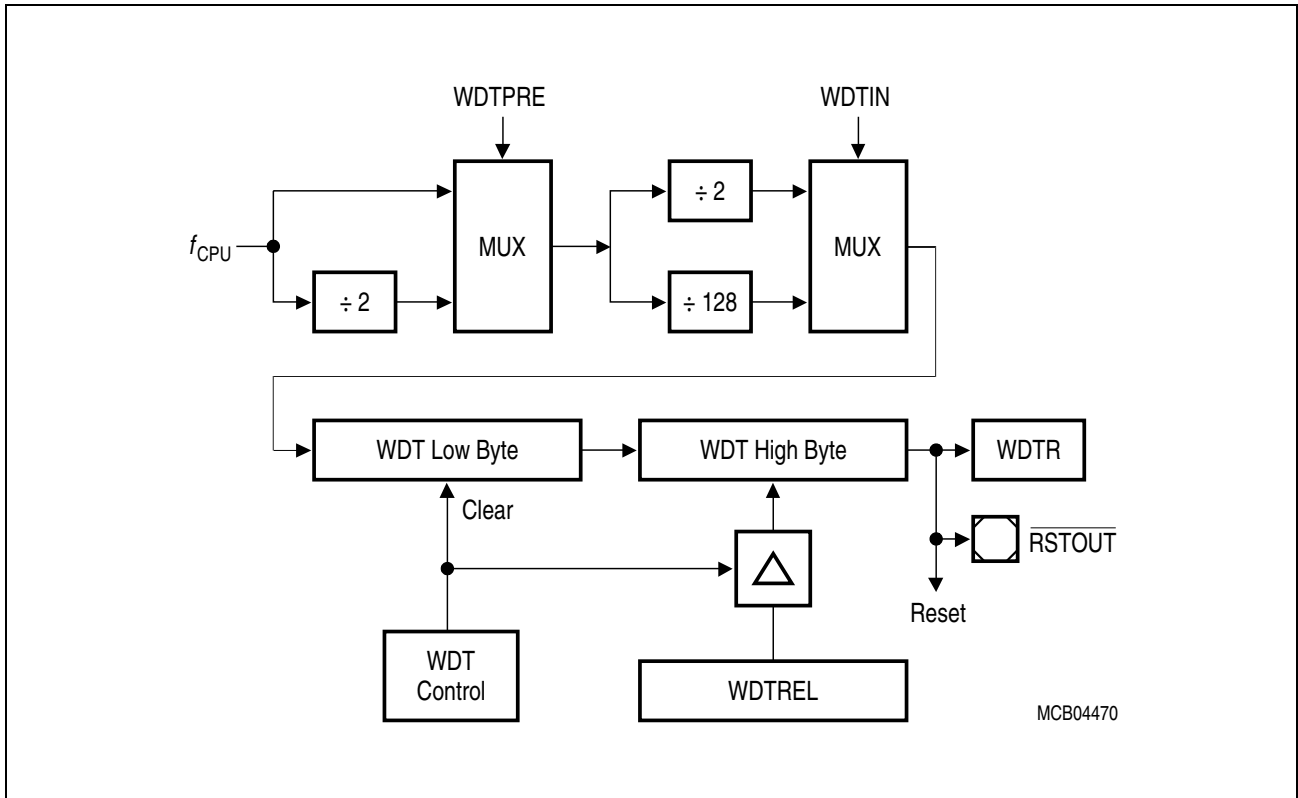 WDTPRE
WDTIN
MUX
÷ 2
MUX
fCPU
÷ 2
÷ 128
WDT Low Byte
WDT High Byte
WDTR
Clear
RSTOUT
Reset
WDT
Control
WDTREL
MCB04470